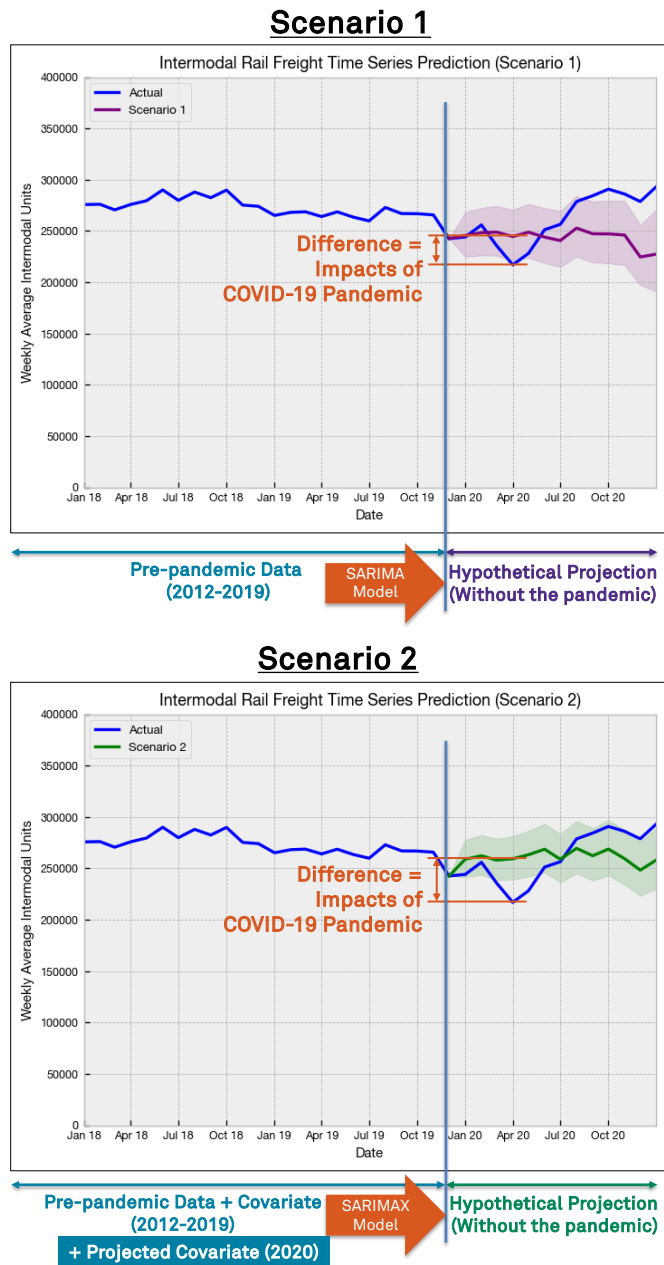 Scenario 1
Intermodal Rail Freight Time Series Prediction (Scenario 1)
Actual
Scenario 1
Weekly Average Intermodal Units
400000
350000
300000
250000
200000
150000
100000
50000
0
Difference =
Impacts of
COVID-19 Pandemic
Jan 18 Apr 18 Jul 18 Oct 18 Jan 19 Apr 19 Jul 19 Oct 19 Jan 20 Apr 20 Jul 20 Oct 20
Date
Pre-pandemic Data
(2012-2019)
SARIMA
Model
Hypothetical Projection
(Without the pandemic)
Scenario 2
Intermodal Rail Freight Time Series Prediction (Scenario 2)
Actual
Scenario 2
Weekly Average Intermodal Units
400000
350000
300000
250000
200000
150000
100000
50000
0
Difference =
Impacts of
COVID-19 Pandemic
Jan 18 Apr 18 Jul 18 Oct 18 Jan 19 Apr 19 Jul 19 Oct 19 Jan 20 Apr 20 Jul 20 Oct 20
Date
Pre-pandemic Data + Covariate
(2012-2019)
+ Projected Covariate (2020)
SARIMAX
Model
Hypothetical Projection
(Without the pandemic)